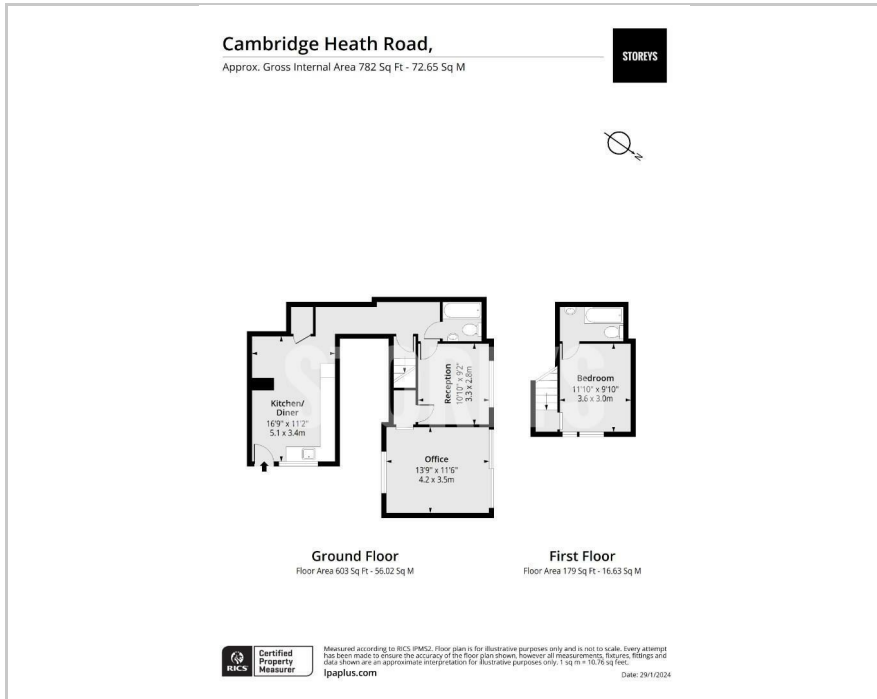 Cambridge Heath Road,
Approx. Gross Internal Area 782 Sq Ft - 72.65 Sq M
STOREYS
N
STOREYS
Kitchen/
Diner
16'9" x 11'2"
5.1 x 3.4m
Reception
10'10" x 9'2"
3.3 x 2.8m
Office
13'9" x 11'6"
4.2 x 3.5m
Bedroom
11'10" x 9'10"
3.6 x 3.0m
Ground Floor
Floor Area 603 Sq Ft - 56.02 Sq M
First Floor
Floor Area 179 Sq Ft - 16.63 Sq M
RICS
Certified
Property
Measurer
Measured according to RICS IPMS2. Floor plan is for illustrative purposes only and is not to scale. Every attempt
has been made to ensure the accuracy of the floor plan shown, however all measurements, fixtures, fittings and
data shown are an approximate interpretation for illustrative purposes only. 1 sq m = 10.76 sq feet.
lpaplus.com
Date: 29/1/2024